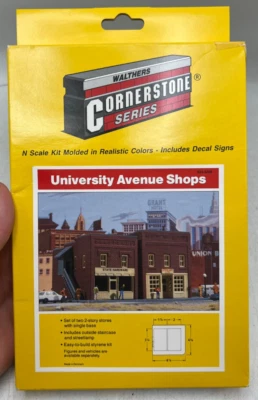 WALTHERS
CORNERSTONE®
SERIES
N Scale Kit Molded in Realistic Colors - Includes Decal Signs
University Avenue Shops
GRANT
UNION
• Set of two 2-story stores
with single base
• Includes outside staircase
and streetlamp
• Easy-to-build styrene kit
Figures and vehicles are
available separately